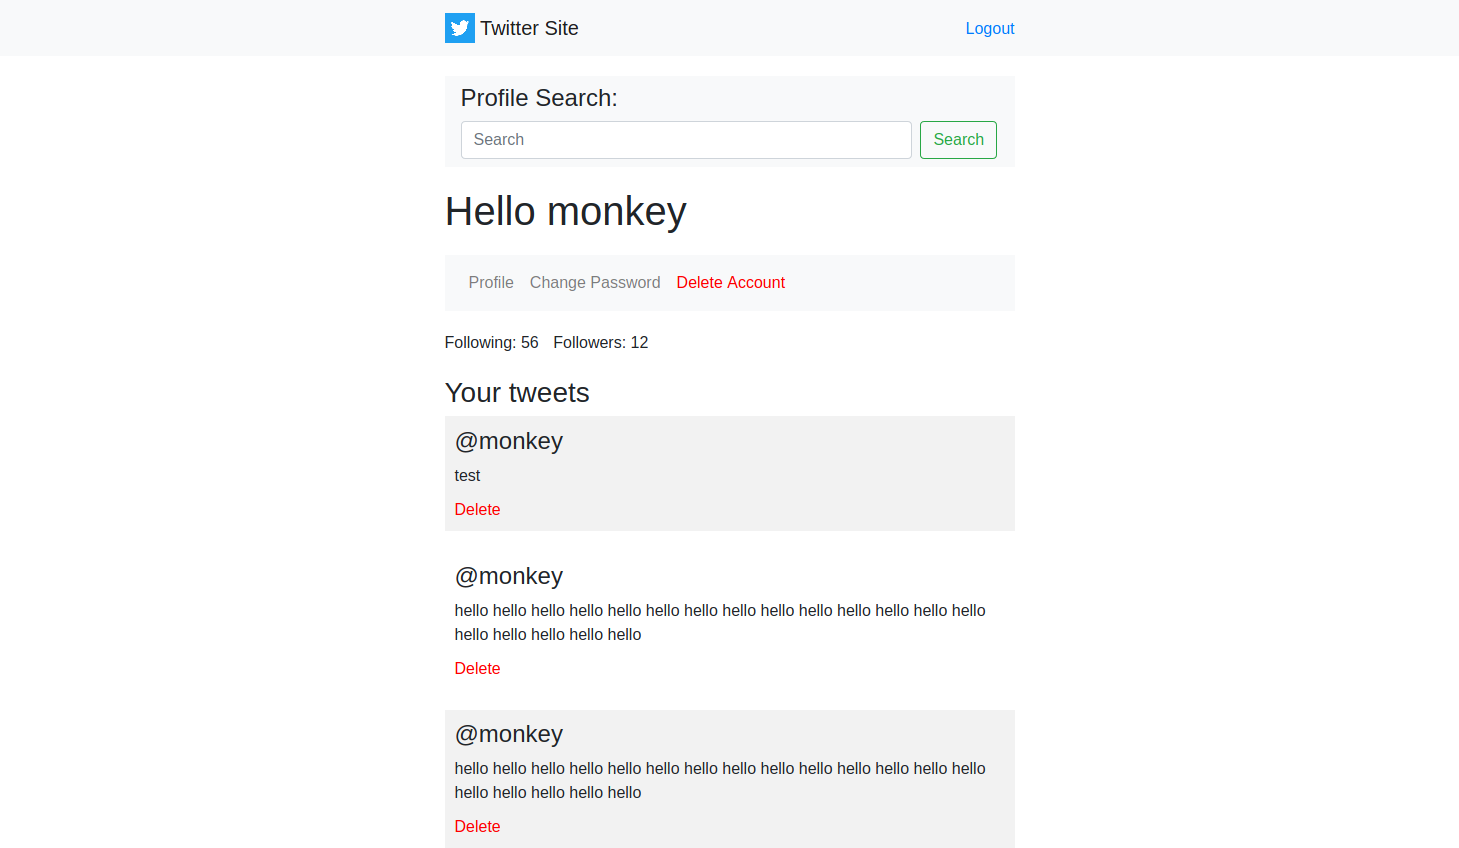 Twitter Site
Logout
Profile Search:
Search
Search
Hello monkey
Profile Change Password Delete Account
Following: 56 Followers: 12
Your tweets
@monkey
test
Delete
@monkey
hello hello hello hello hello hello hello hello hello hello hello hello hello hello
hello hello hello hello hello
Delete
@monkey
hello hello hello hello hello hello hello hello hello hello hello hello hello hello
hello hello hello hello hello
Delete